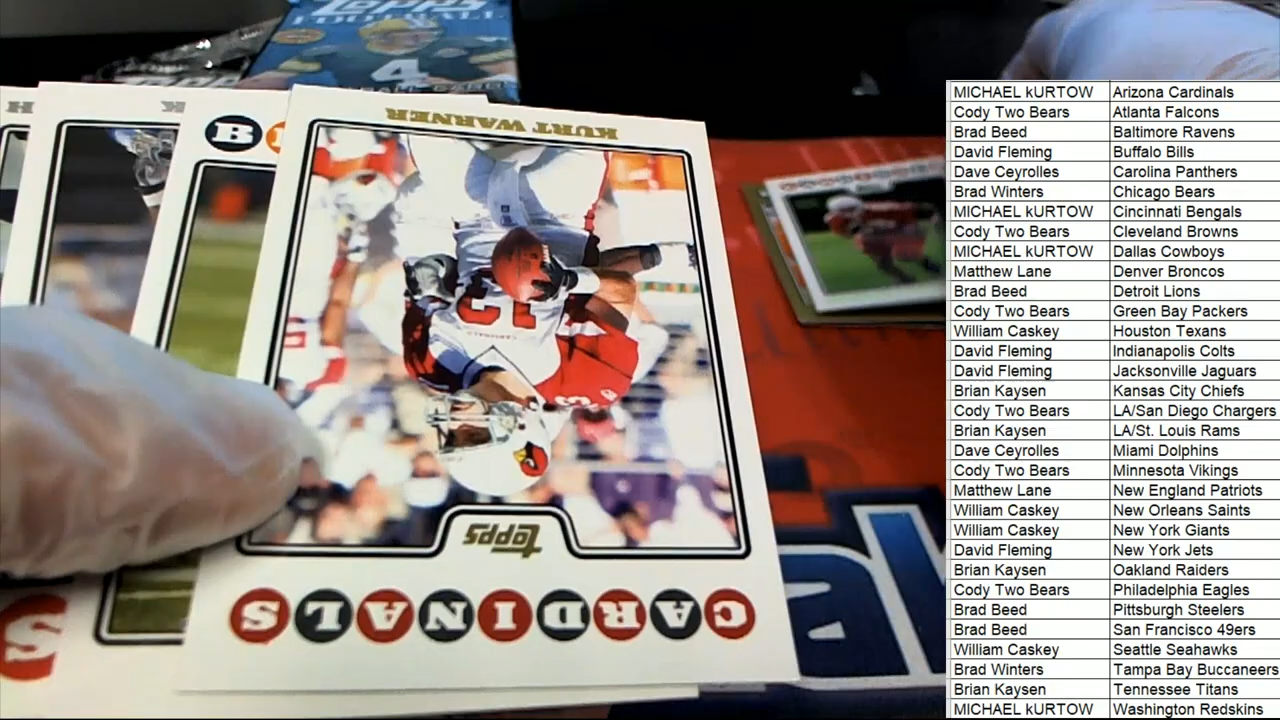 Topps
FOOTBALL
4
KURT WARNER
B
13
Topps
CARDINALS
S
MICHAEL kURTOW Arizona Cardinals
Cody Two Bears Atlanta Falcons
Brad Beed Baltimore Ravens
David Fleming Buffalo Bills
Dave Ceyrolles Carolina Panthers
Brad Winters Chicago Bears
MICHAEL kURTOW Cincinnati Bengals
Cody Two Bears Cleveland Browns
MICHAEL kURTOW Dallas Cowboys
Matthew Lane Denver Broncos
Brad Beed Detroit Lions
Cody Two Bears Green Bay Packers
William Caskey Houston Texans
David Fleming Indianapolis Colts
David Fleming Jacksonville Jaguars
Brian Kaysen Kansas City Chiefs
Cody Two Bears LA/San Diego Chargers
Brian Kaysen LA/St. Louis Rams
Dave Ceyrolles Miami Dolphins
Cody Two Bears Minnesota Vikings
Matthew Lane New England Patriots
William Caskey New Orleans Saints
William Caskey New York Giants
David Fleming New York Jets
Brian Kaysen Oakland Raiders
Cody Two Bears Philadelphia Eagles
Brad Beed Pittsburgh Steelers
Brad Beed San Francisco 49ers
William Caskey Seattle Seahawks
Brad Winters Tampa Bay Buccaneers
Brian Kaysen Tennessee Titans
MICHAEL kURTOW Washington Redskins